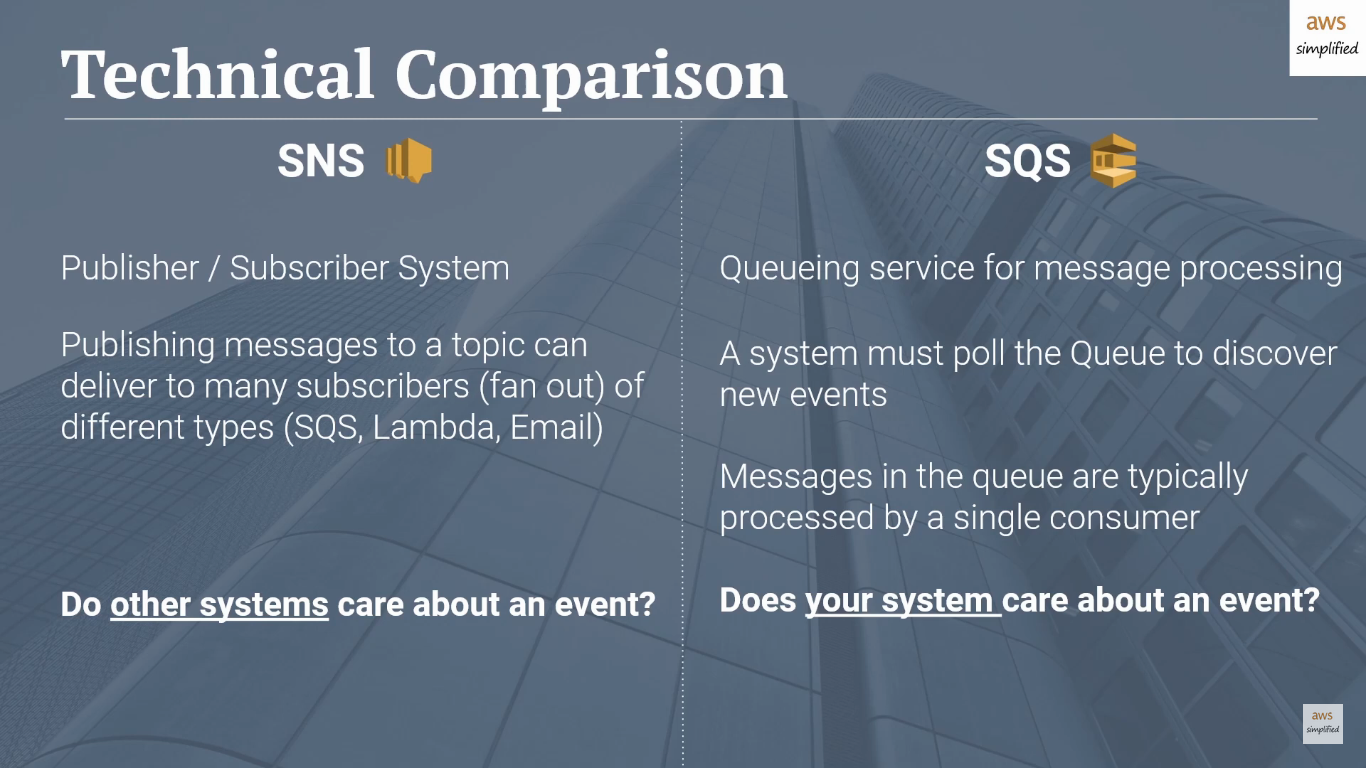 Technical Comparison
aws
simplified
SNS
Publisher / Subscriber System
Publishing messages to a topic can
deliver to many subscribers (fan out) of
different types (SQS, Lambda, Email)
Do other systems care about an event?
SQS
Queueing service for message processing
A system must poll the Queue to discover
new events
Messages in the queue are typically
processed by a single consumer
Does your system care about an event?
aws
simplified